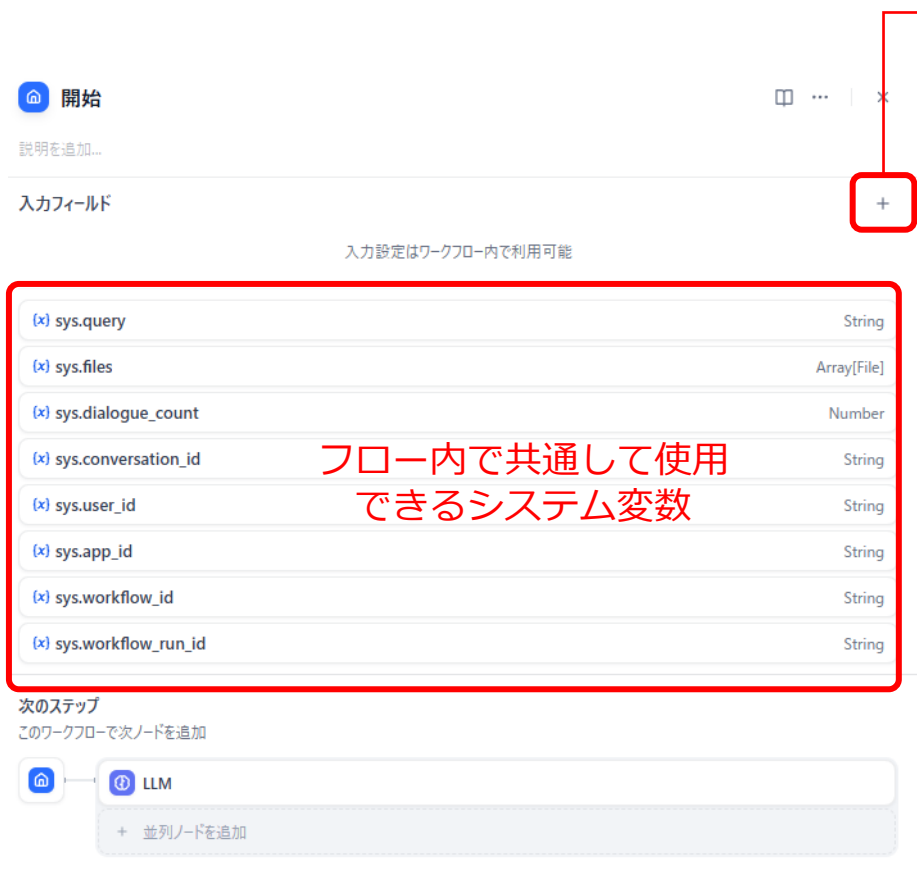 開始
説明を追加...
入力フィールド
+
入力設定はワークフロー内で利用可能
{x} sys.query String
{x} sys.files Array[File]
{x} sys.dialogue_count Number
{x} sys.conversation_id String
{x} sys.user_id String
{x} sys.app_id String
{x} sys.workflow_id String
{x} sys.workflow_run_id String
フロー内で共通して使用
できるシステム変数
次のステップ
このワークフローで次ノードを追加
LLM
+ 並列ノードを追加